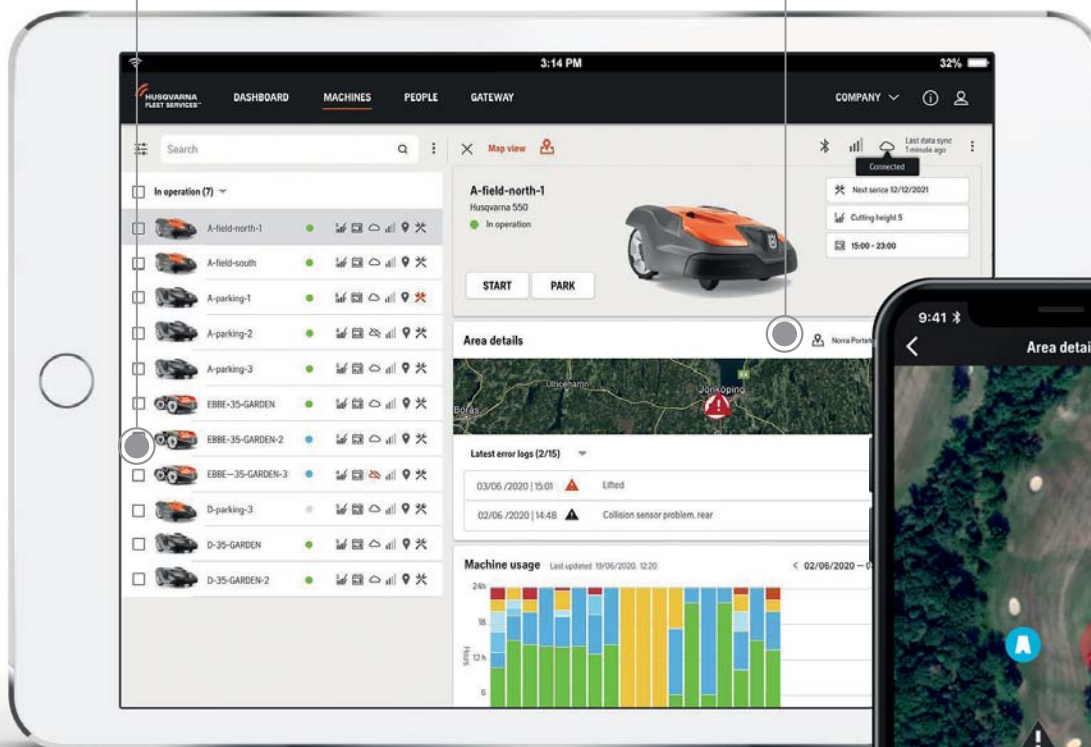 3:14 PM
32%
HUSQVARNA
FLEET SERVICES™
DASHBOARD
MACHINES
PEOPLE
GATEWAY
COMPANY
Search
Map view
Last data sync
1 minute ago
Connected
In operation (7)
A-field-north-1
A-field-south
A-parking-1
A-parking-2
A-parking-3
EBBE-35-GARDEN
EBBE-35-GARDEN-2
EBBE—35-GARDEN-3
D-parking-3
D-35-GARDEN
D-35-GARDEN-2
A-field-north-1
Husqvarna 550
In operation
START
PARK
Next serice 12/12/2021
Cutting height 5
15:00 - 23:00
Area details
Norra
Ulricehamn
Jönköping
Borås
Latest error logs (2/15)
03/06 /2020 | 15:01
Lifted
02/06 /2020 | 14:48
Collision sensor problem, rear
Machine usage
Last updated 19/06/2020, 12:20
< 02/06/2020 –
24h
18
12 h
6
Hours
9:41
Area detai